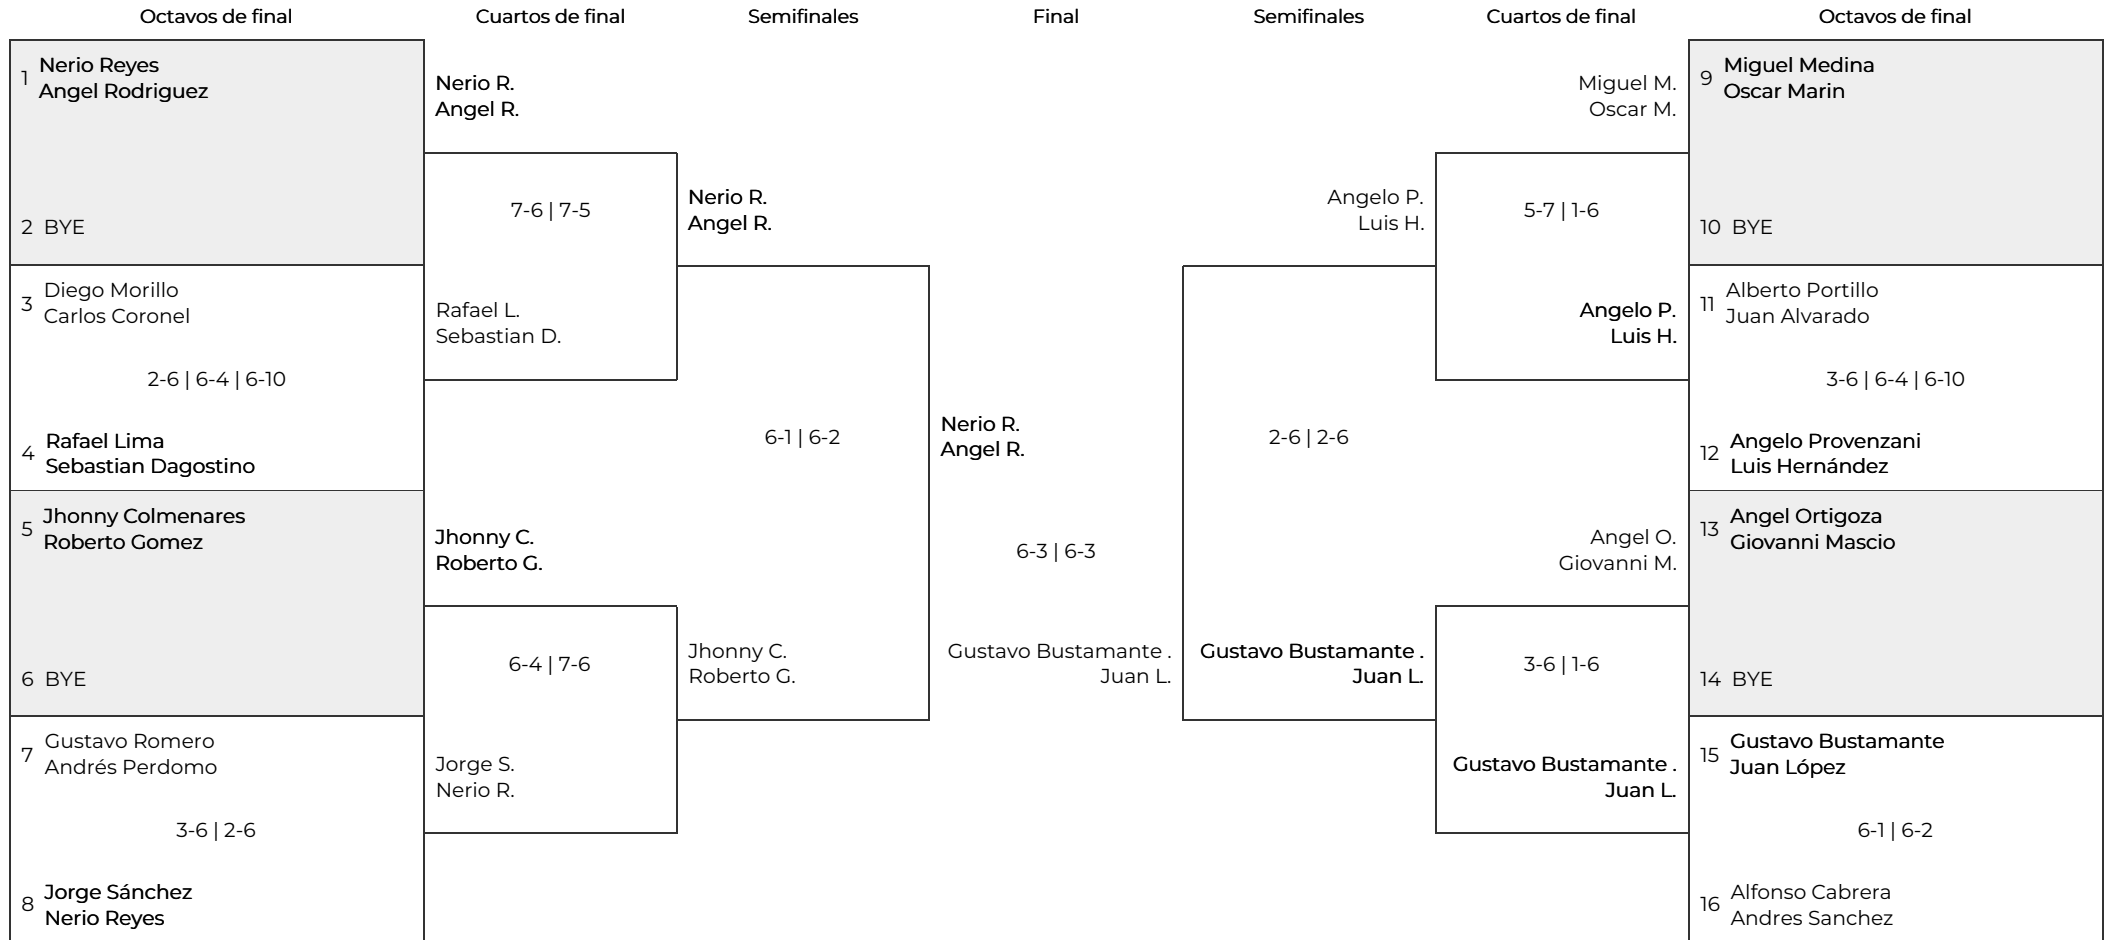 Octavos de final
Cuartos de final
Semifinales
Final
Semifinales
Cuartos de final
Octavos de final
1
Nerio Reyes
Angel Rodriguez
2 BYE
3
Diego Morillo
Carlos Coronel
2-6 | 6-4 | 6-10
4
Rafael Lima
Sebastian Dagostino
5
Jhonny Colmenares
Roberto Gomez
6 BYE
7
Gustavo Romero
Andrés Perdomo
3-6 | 2-6
8
Jorge Sánchez
Nerio Reyes
Nerio R.
Angel R.
7-6 | 7-5
Rafael L.
Sebastian D.
Jhonny C.
Roberto G.
6-4 | 7-6
Jorge S.
Nerio R.
Nerio R.
Angel R.
6-1 | 6-2
Jhonny C.
Roberto G.
Nerio R.
Angel R.
6-3 | 6-3
Gustavo Bustamante .
Juan L.
Angelo P.
Luis H.
2-6 | 2-6
Gustavo Bustamante .
Juan L.
Miguel M.
Oscar M.
5-7 | 1-6
Angelo P.
Luis H.
Angel O.
Giovanni M.
3-6 | 1-6
Gustavo Bustamante .
Juan L.
9
Miguel Medina
Oscar Marin
10 BYE
11
Alberto Portillo
Juan Alvarado
3-6 | 6-4 | 6-10
12
Angelo Provenzani
Luis Hernández
13
Angel Ortigoza
Giovanni Mascio
14 BYE
15
Gustavo Bustamante
Juan López
6-1 | 6-2
16
Alfonso Cabrera
Andres Sanchez